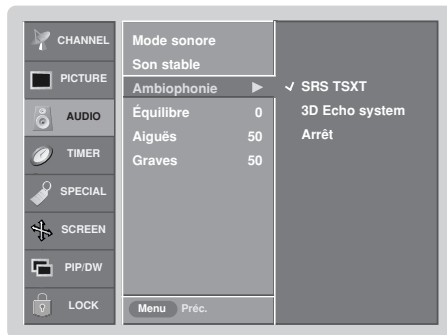 CHANNEL
PICTURE
AUDIO
TIMER
SPECIAL
SCREEN
PIP/DW
LOCK
Mode sonore
Son stable
Ambiophonie
Équilibre 0
Aiguës 50
Graves 50
Menu Préc.
SRS TSXT
3D Echo system
Arrêt